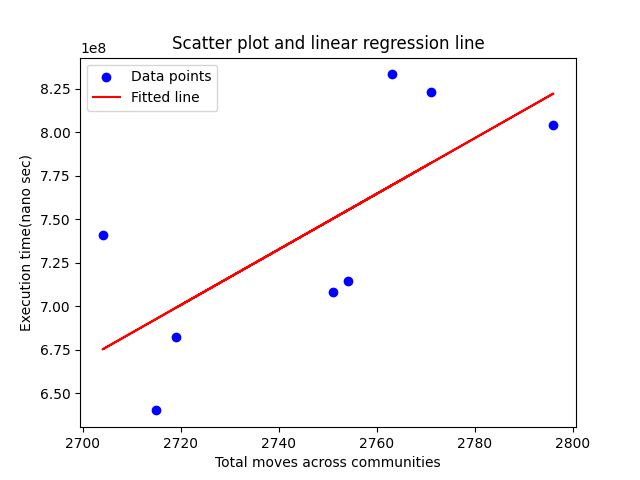 Scatter plot and linear regression line
1e8
Data points
Fitted line
8.25
8.00
7.75
7.50
7.25
7.00
6.75
6.50
Execution time(nano sec)
2700 2720 2740 2760 2780 2800
Total moves across communities